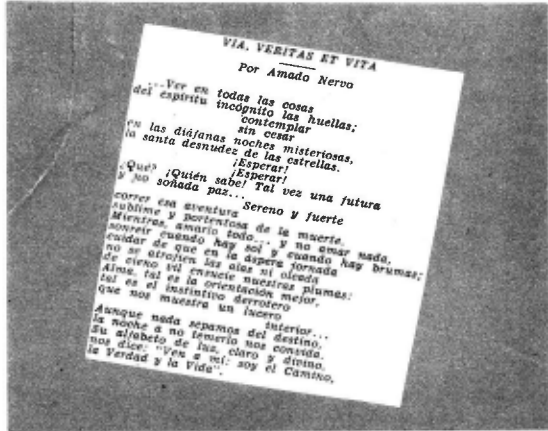 VIA, VERITAS ET VITA
Por Amado Nervo
...Ver en todas las cosas
del espíritu incógnito las huellas;
contemplar
sin cesar
en las diáfanas noches misteriosas,
la santa desnudez de las estrellas.
¡Esperar!
¡Esperar!
¿Qué? ¡Quién sabe! Tal vez una futura
y no soñada paz... Sereno y fuerte
correr esa aventura
sublime y portentosa de la muerte.
Mientras, amarlo todo... y no amar nada,
sonreír cuando hay sol y cuando hay brumas;
cuidar de que en la áspera jornada
no se atrofien las alas ni oleada
de cieno vil ensucie nuestras plumas:
Alma, tal es la orientación mejor,
tal es el instintivo derrotero
que nos muestra un lucero
interior...
Aunque nada sepamos del destino,
la noche a no temerlo nos convida.
Su alfabeto de luz, claro y divino,
nos dice: "Ven a mí: soy el Camino,
la Verdad y la Vida".